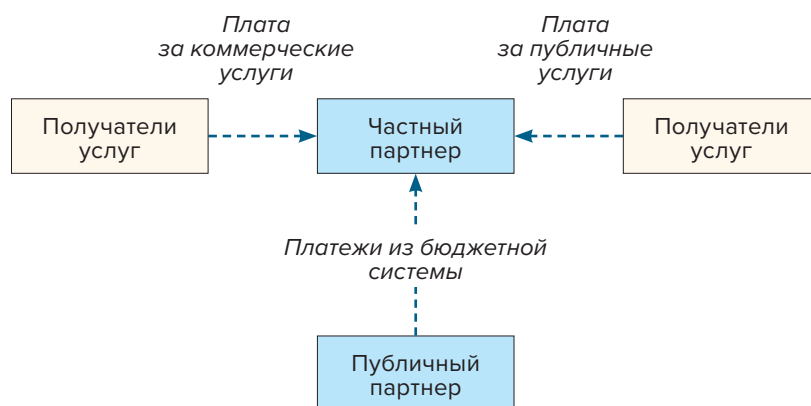 Плата
за коммерческие
услуги
Плата
за публичные
услуги
Получатели
услуг
Частный
партнер
Получатели
услуг
Платежи из бюджетной
системы
Публичный
партнер